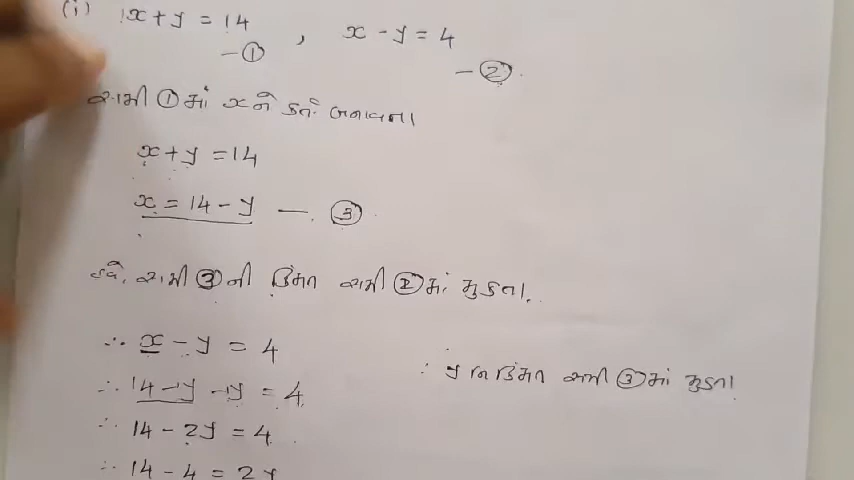 (i) x + y = 14 , x - y = 4
- ① - ②.
સમી ① માં x ને કર્તા બનાવતા
x + y = 14
x = 14 - y — ③
હવે, સમી ③ ની કિંમત સમી ② માં મુકતા,
∴ x - y = 4
∴ 14 - y - y = 4
∴ y ની કિંમત સમી ③ માં મુકતા
∴ 14 - 2y = 4
∴ 14 - 4 = 2y